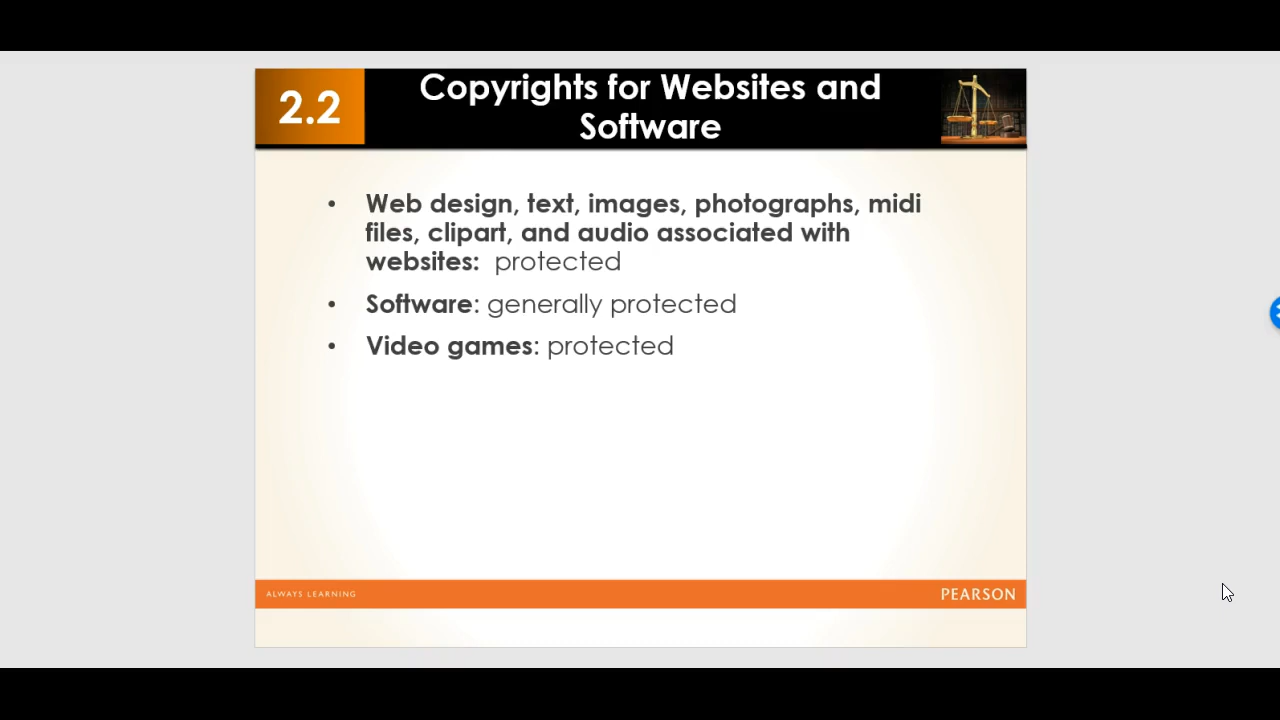 2.2
Copyrights for Websites and
Software
• Web design, text, images, photographs, midi
files, clipart, and audio associated with
websites: protected
• Software: generally protected
• Video games: protected
ALWAYS LEARNING
PEARSON